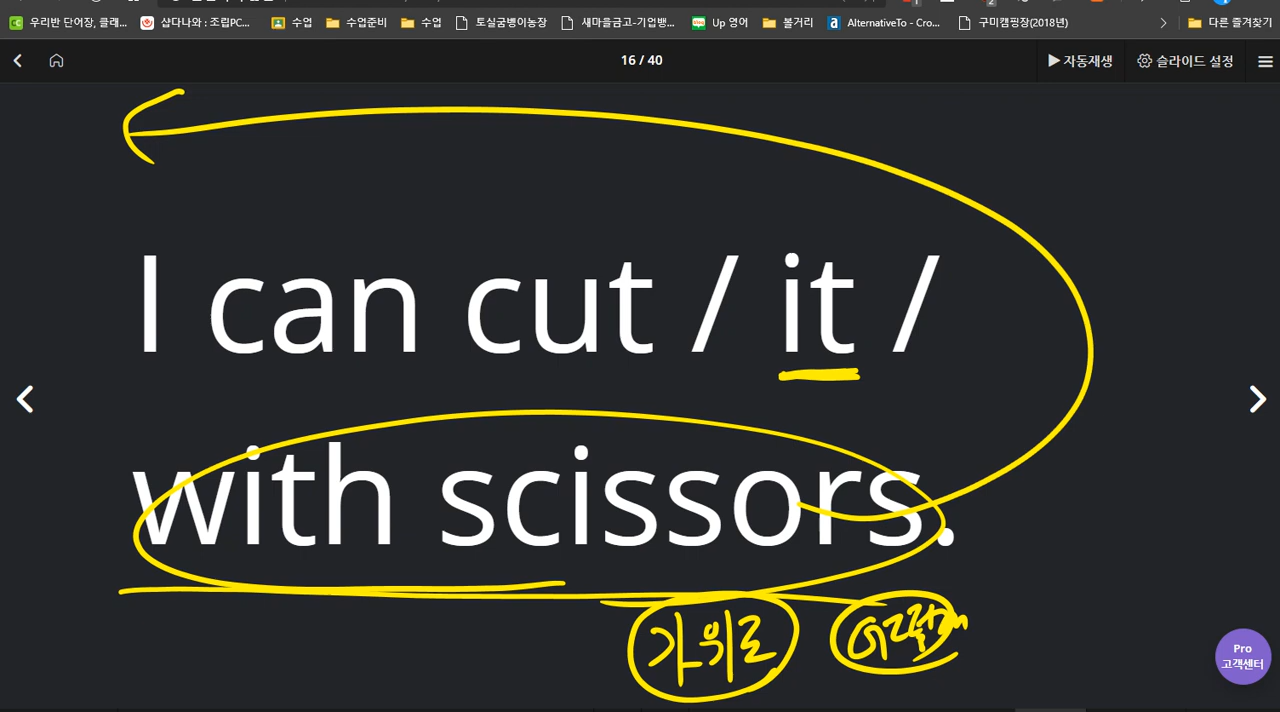 우리반 단어장, 클래...
샵다나와 : 조립PC...
수업
수업준비
수업
토실굼뱅이농장
새마을금고-기업뱅...
Up 영어
볼거리
AlternativeTo - Cro...
구미캠핑장(2018년)
다른 즐겨찾기
16 / 40
자동재생
슬라이드 설정
I can cut / it /
with scissors.
가위로
Pro
고객센터